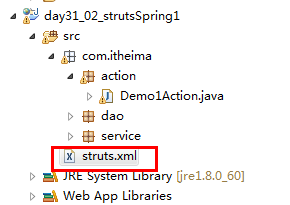 day31_02_strutsSpring1
src
com.itheima
action
Demo1Action.java
dao
service
struts.xml
JRE System Library [jre1.8.0_60]
Web App Libraries